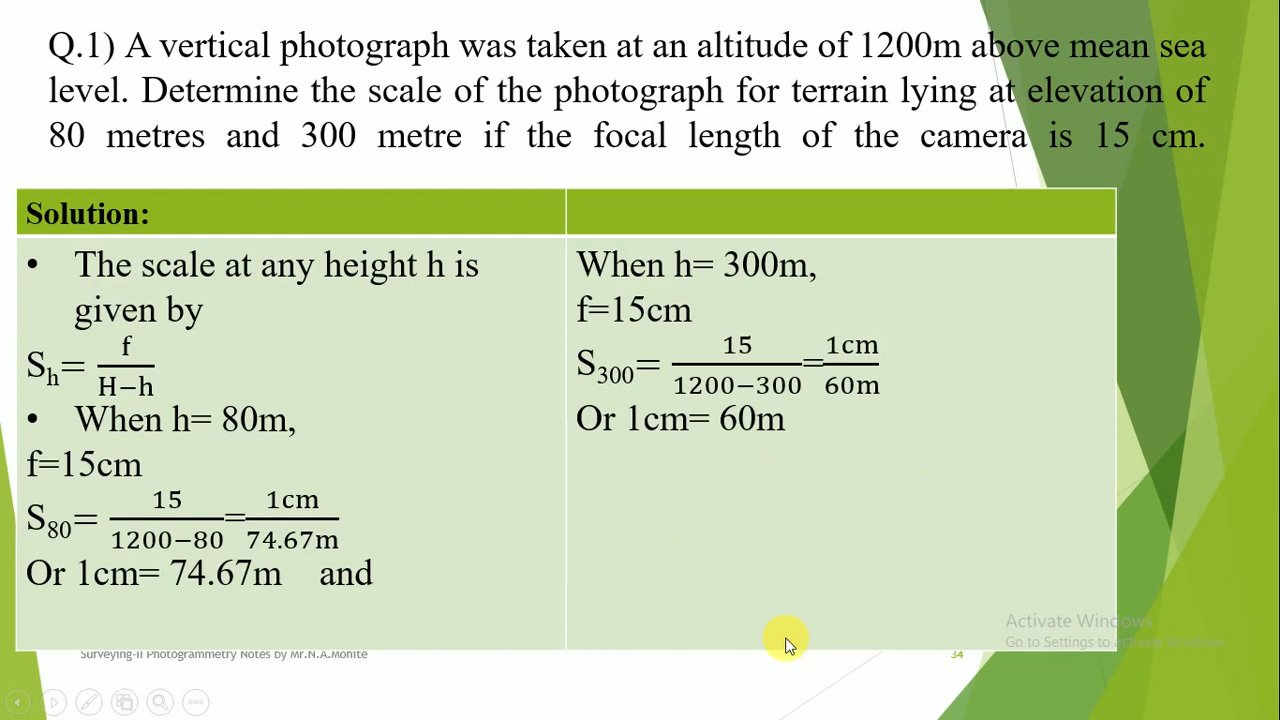 Q.1) A vertical photograph was taken at an altitude of 1200m above mean sea
level. Determine the scale of the photograph for terrain lying at elevation of
80 metres and 300 metre if the focal length of the camera is 15 cm.
Solution:
• The scale at any height h is
given by
Sₕ= f/(H−h)
• When h= 80m,
f=15cm
S₈₀= 15/(1200−80) = 1cm/74.67m
Or 1cm= 74.67m and
When h= 300m,
f=15cm
S₃₀₀= 15/(1200−300) = 1cm/60m
Or 1cm= 60m
Activate Windows
Go to Settings to activate Windows.
Surveying-II Photogrammetry Notes by Mr.N.A.Mohite
34